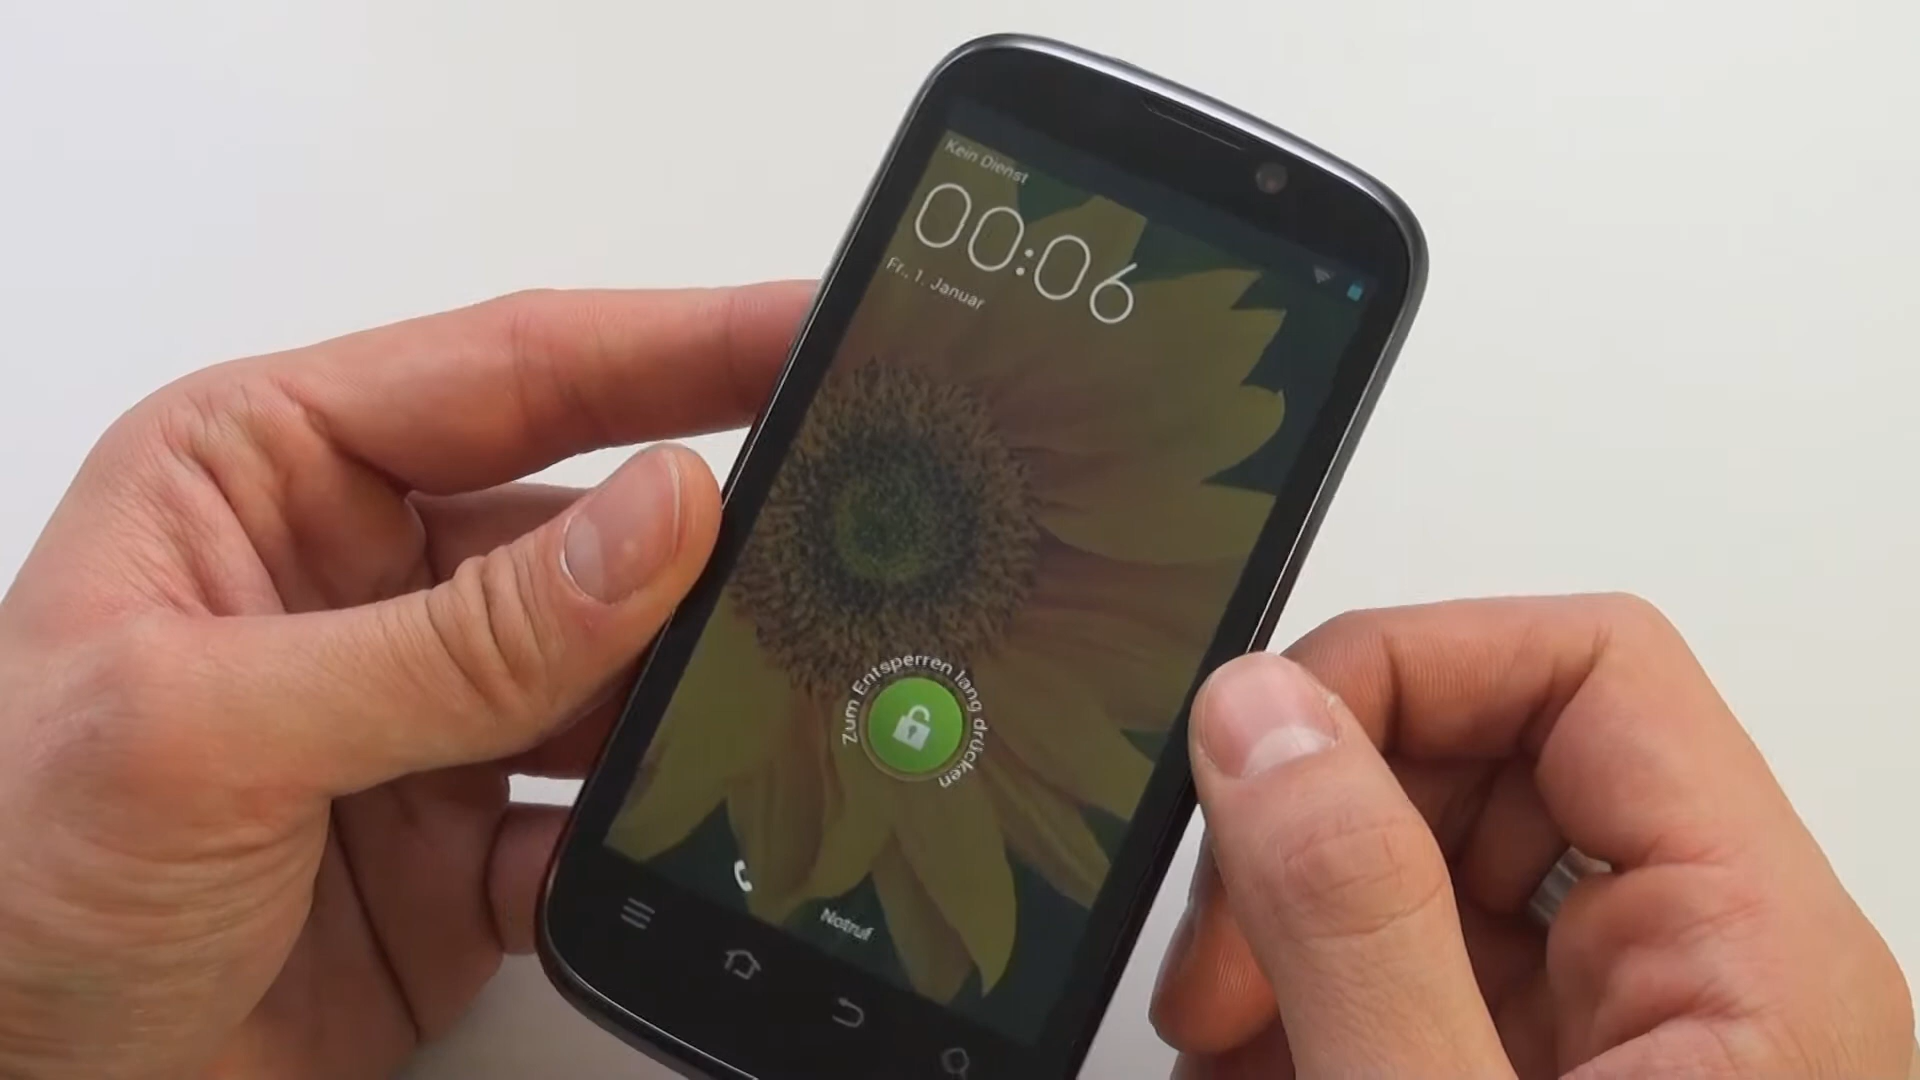 Kein Dienst
00:06
Fr., 1. Januar
Zum Entsperren lang drücken
Notruf